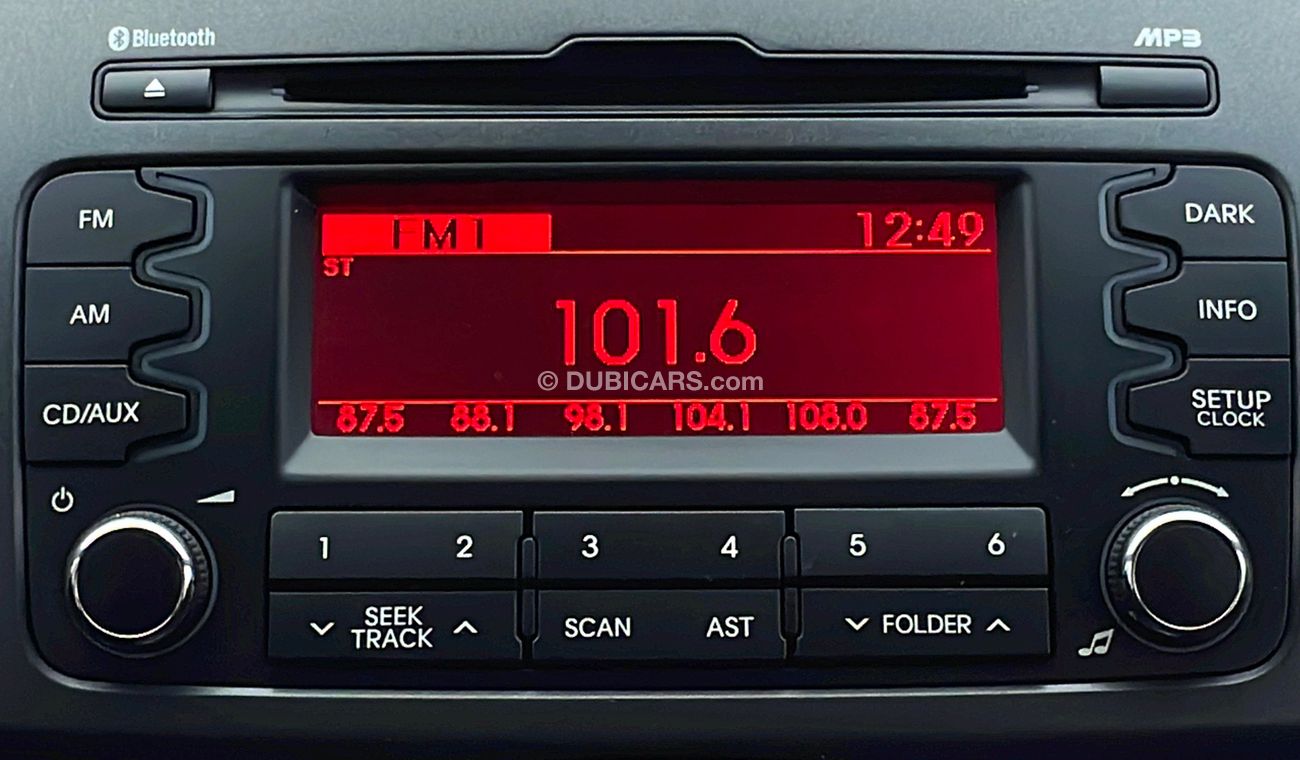 Bluetooth MP3
FM
AM
CD/AUX
FM1 12:49
ST
101.6
© DUBICARS.com
87.5 88.1 98.1 104.1 108.0 87.5
DARK
INFO
SETUP
CLOCK
1 2 3 4 5 6
SEEK
TRACK
SCAN AST FOLDER